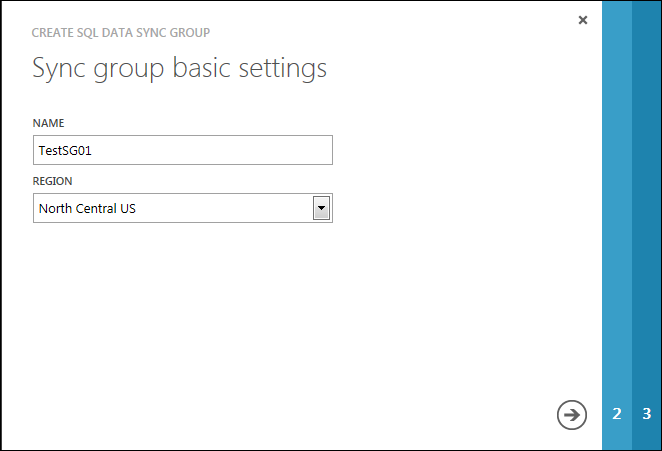 CREATE SQL DATA SYNC GROUP
Sync group basic settings
NAME
TestSG01
REGION
North Central US
2 3